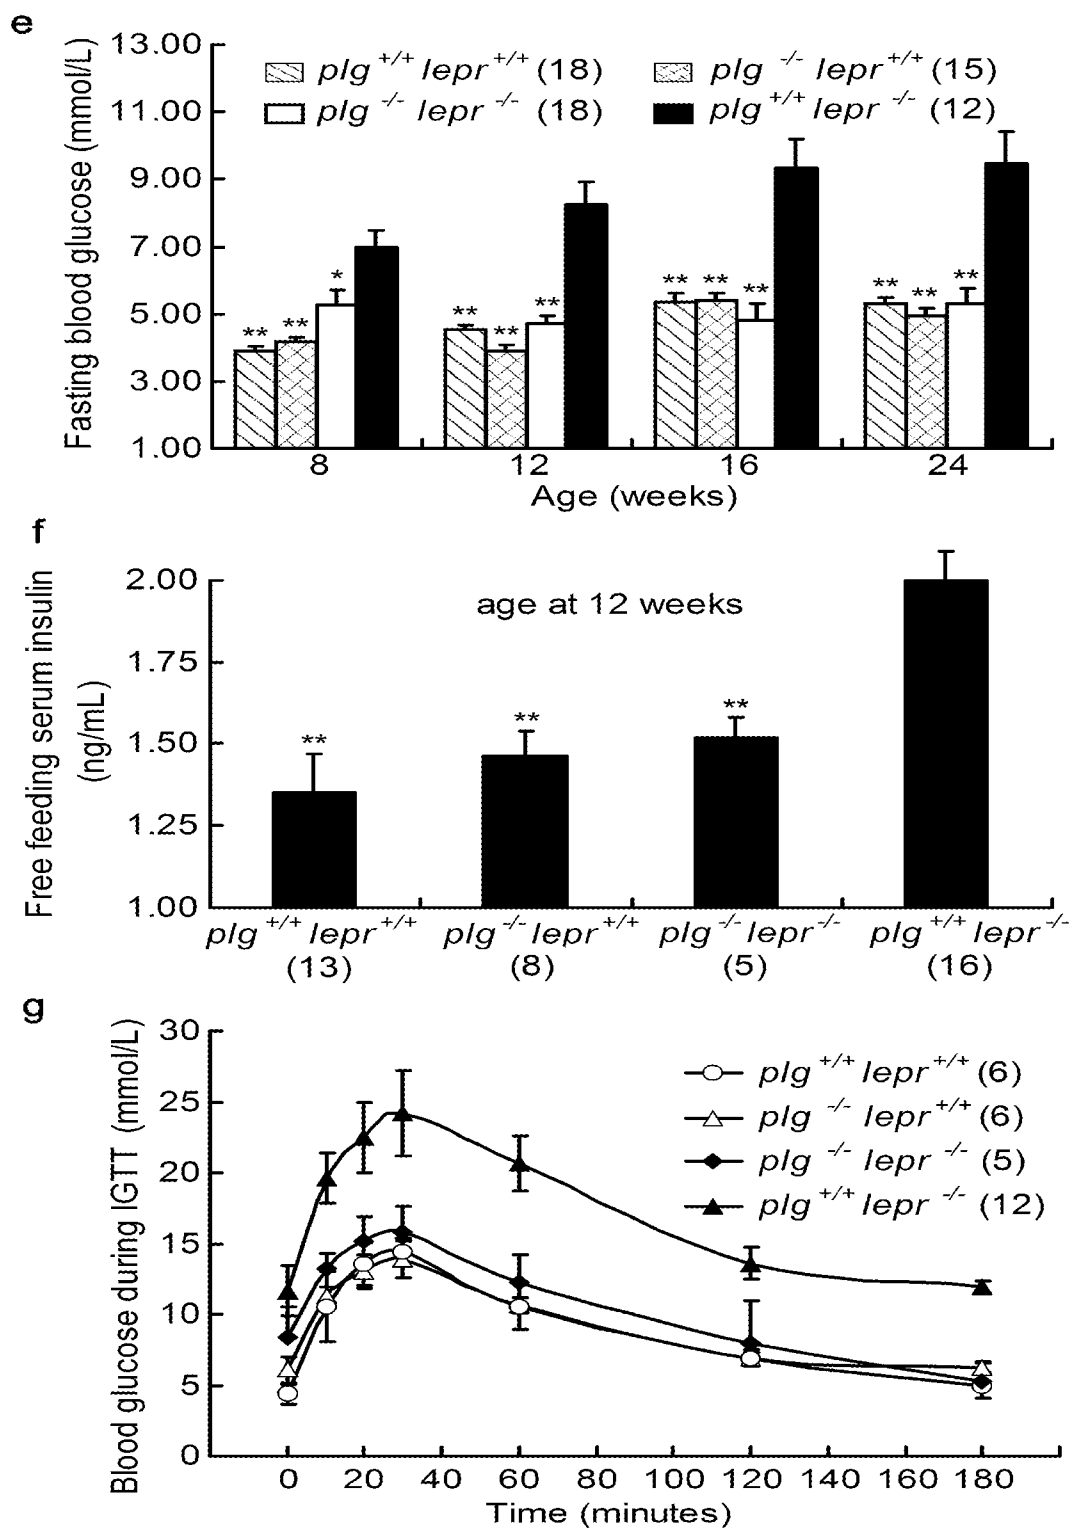 e
Fasting blood glucose (mmol/L)
13.00
11.00
9.00
7.00
5.00
3.00
1.00
plg +/+ lepr +/+ (18)
plg -/- lepr +/+ (15)
plg -/- lepr -/- (18)
plg +/+ lepr -/- (12)
** ** * ** ** ** ** ** ** ** ** **
8 12 16 24
Age (weeks)
f
Free feeding serum insulin
(ng/mL)
2.00
1.75
1.50
1.25
1.00
age at 12 weeks
** ** **
plg +/+ lepr +/+ plg -/- lepr +/+ plg -/- lepr -/- plg +/+ lepr -/-
(13) (8) (5) (16)
g
Blood glucose during IGTT (mmol/L)
30
25
20
15
10
5
0
plg +/+ lepr +/+ (6)
plg -/- lepr +/+ (6)
plg -/- lepr -/- (5)
plg +/+ lepr -/- (12)
0 20 40 60 80 100 120 140 160 180
Time (minutes)